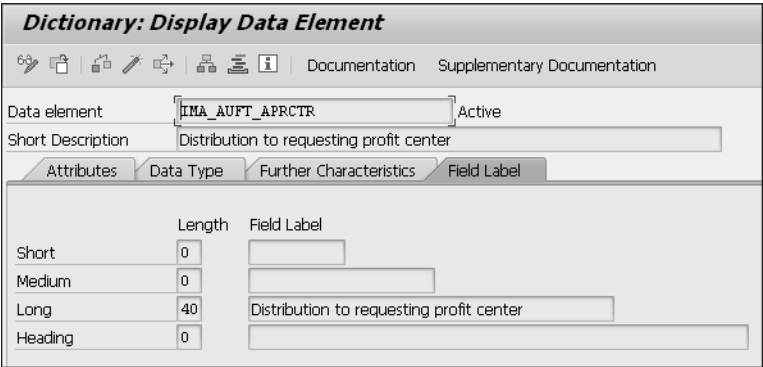 Dictionary: Display Data Element
Documentation Supplementary Documentation
Data element IMA_AUFT_APRCTR Active
Short Description Distribution to requesting profit center
Attributes Data Type Further Characteristics Field Label
Length Field Label
Short 0
Medium 0
Long 40 Distribution to requesting profit center
Heading 0